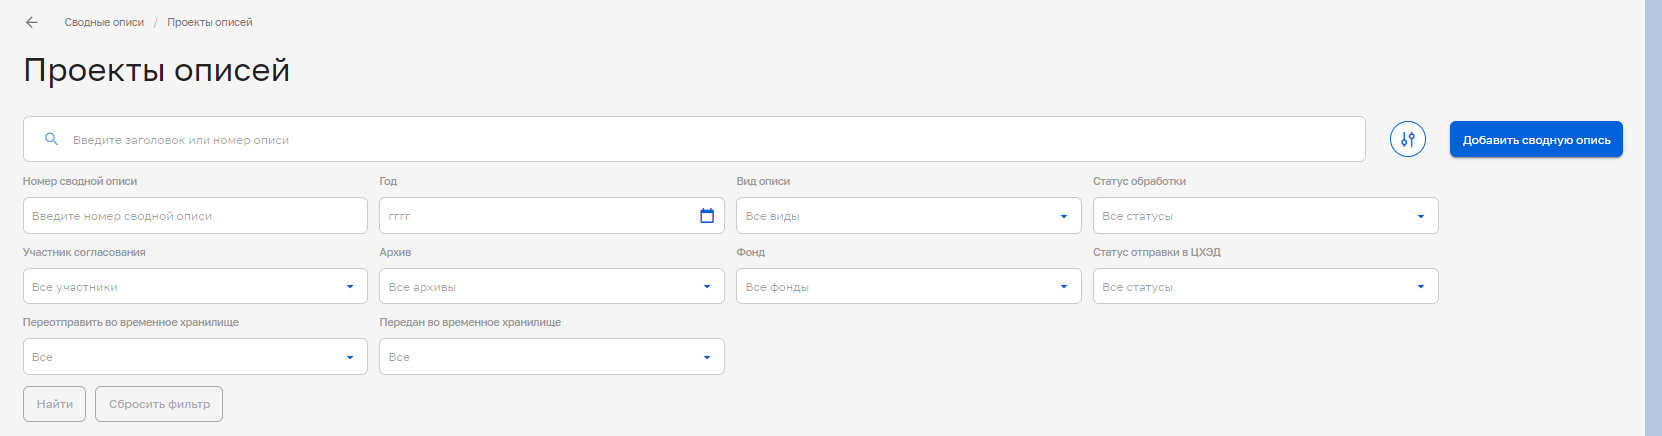 Сводные описи / Проекты описей
Проекты описей
Введите заголовок или номер описи
Добавить сводную опись
Номер сводной описи
Год
Вид описи
Статус обработки
Введите номер сводной описи
гггг
Все виды
Все статусы
Участник согласования
Архив
Фонд
Статус отправки в ЦХЭД
Все участники
Все архивы
Все фонды
Все статусы
Переотправить во временное хранилище
Передан во временное хранилище
Все
Все
Найти
Сбросить фильтр